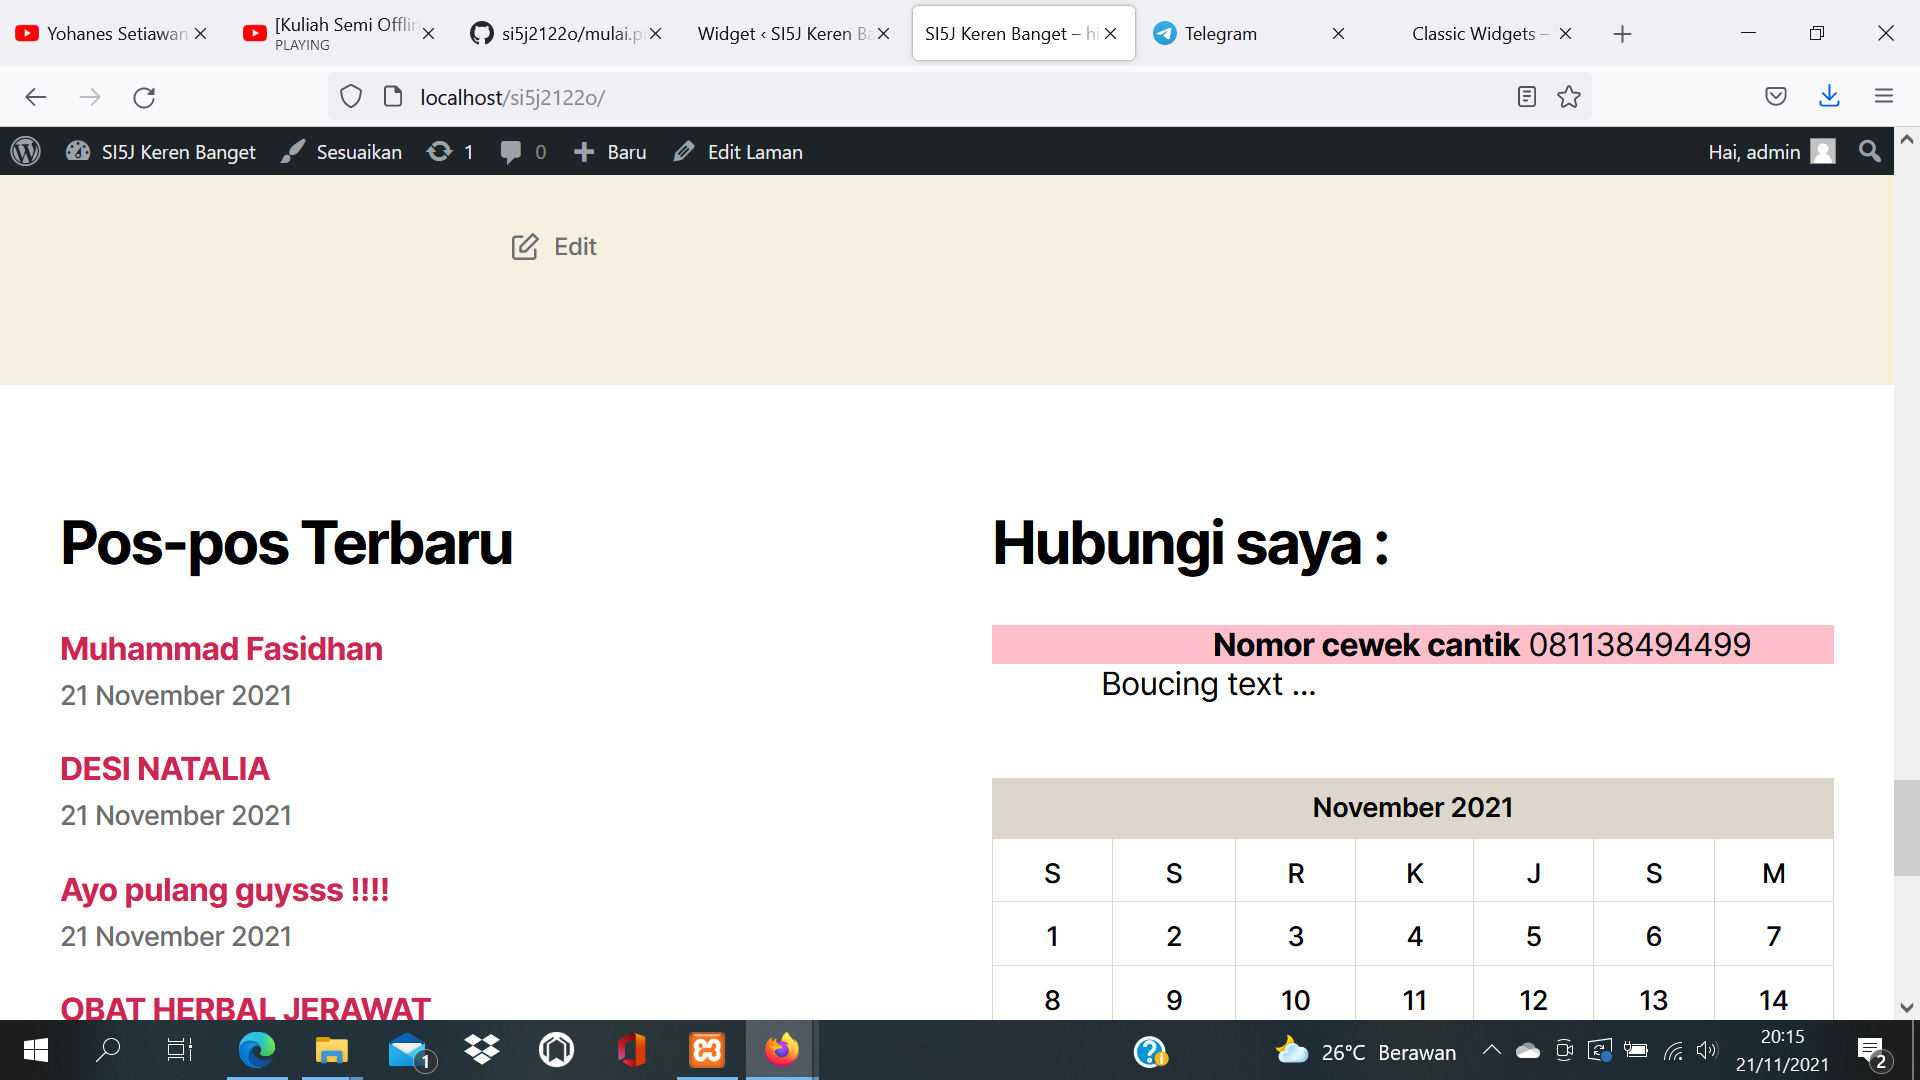 Yohanes Setiawan
[Kuliah Semi Offlin
PLAYING
si5j2122o/mulai.p
Widget ‹ SI5J Keren Ba
SI5J Keren Banget – hi
Telegram
Classic Widgets –
localhost/si5j2122o/
SI5J Keren Banget
Sesuaikan
1
0
Baru
Edit Laman
Hai, admin
Edit
Pos-pos Terbaru
Muhammad Fasidhan
21 November 2021
DESI NATALIA
21 November 2021
Ayo pulang guysss !!!!
21 November 2021
OBAT HERBAL JERAWAT
Hubungi saya :
Nomor cewek cantik 081138494499
Boucing text ...
November 2021
S S R K J S M
1 2 3 4 5 6 7
8 9 10 11 12 13 14
1
26°C Berawan
20:15
21/11/2021
2